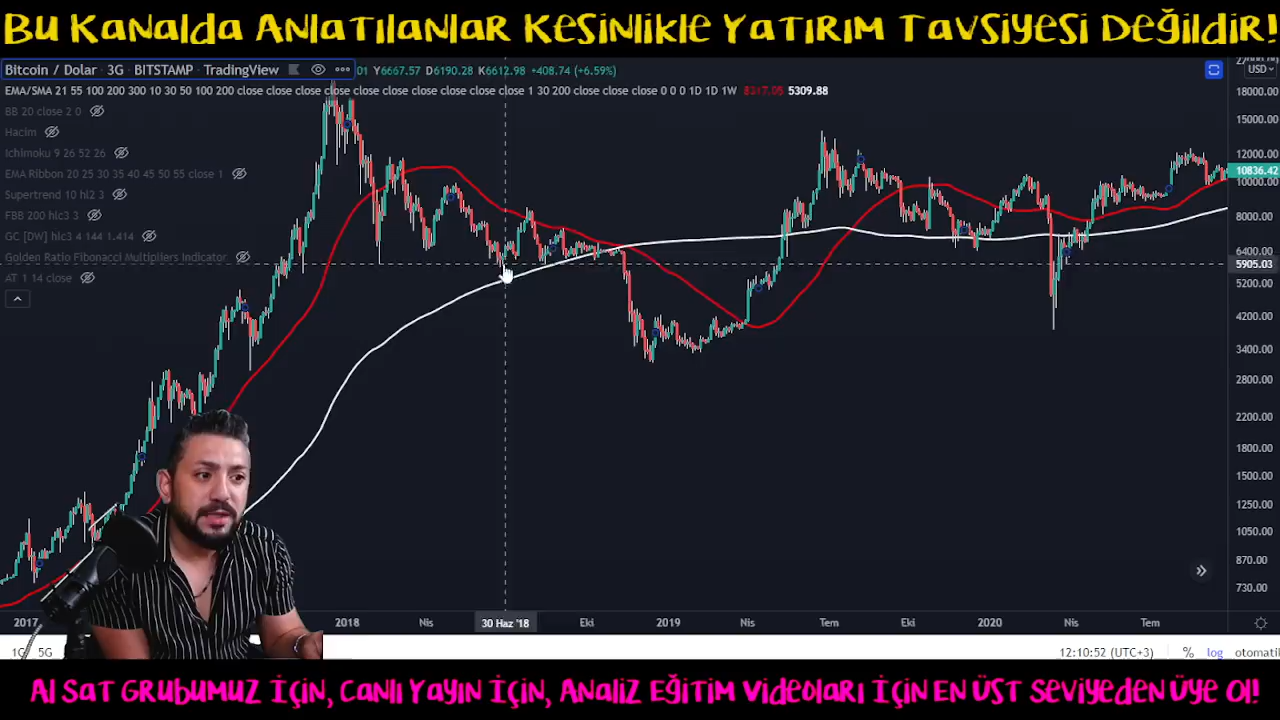 Bu Kanalda Anlatılanlar Kesinlikle Yatırım Tavsiyesi Değildir!
Bitcoin / Dolar · 3G · BITSTAMP · TradingView
01 Y6667.57 D6190.28 K6612.98 +408.74 (+6.59%)
USD
EMA/SMA 21 55 100 200 300 10 30 50 100 200 close close close close close close close close close close 1 30 200 close close close 0 0 0 1D 1D 1W 8317.05 5309.88
BB 20 close 2 0
Hacim
Ichimoku 9 26 52 26
EMA Ribbon 20 25 30 35 40 45 50 55 close 1
Supertrend 10 hl2 3
FBB 200 hlc3 3
GC [DW] hlc3 4 144 1.414
Golden Ratio Fibonacci Multipliers Indicator
AT 1 14 close
18000.00
15000.00
12000.00
10836.42
10000.00
8000.00
6400.00
5905.03
5200.00
4200.00
3400.00
2800.00
2200.00
1800.00
1500.00
1250.00
1050.00
870.00
730.00
2017 2018 Nis 30 Haz '18 Eki 2019 Nis Tem Eki 2020 Nis Tem
5G 12:10:52 (UTC+3) % log otomati
Al Sat Grubumuz İçin, Canlı Yayın İçin, Analiz Eğitim Videoları İçin En Üst Seviyeden Üye Ol!